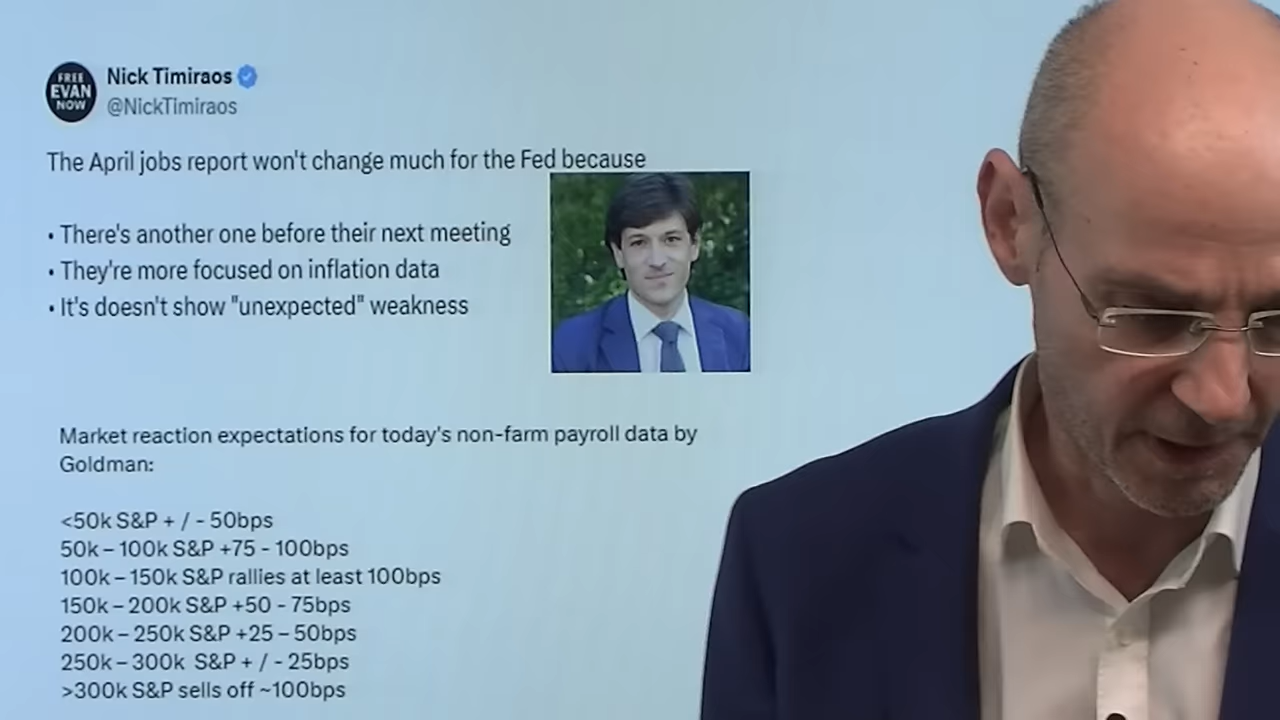 FREE
EVAN
NOW
Nick Timiraos
@NickTimiraos
The April jobs report won't change much for the Fed because
• There's another one before their next meeting
• They're more focused on inflation data
• It's doesn't show "unexpected" weakness
Market reaction expectations for today's non-farm payroll data by
Goldman:
<50k S&P + / - 50bps
50k – 100k S&P +75 - 100bps
100k – 150k S&P rallies at least 100bps
150k – 200k S&P +50 - 75bps
200k – 250k S&P +25 – 50bps
250k – 300k  S&P + / - 25bps
>300k S&P sells off ~100bps